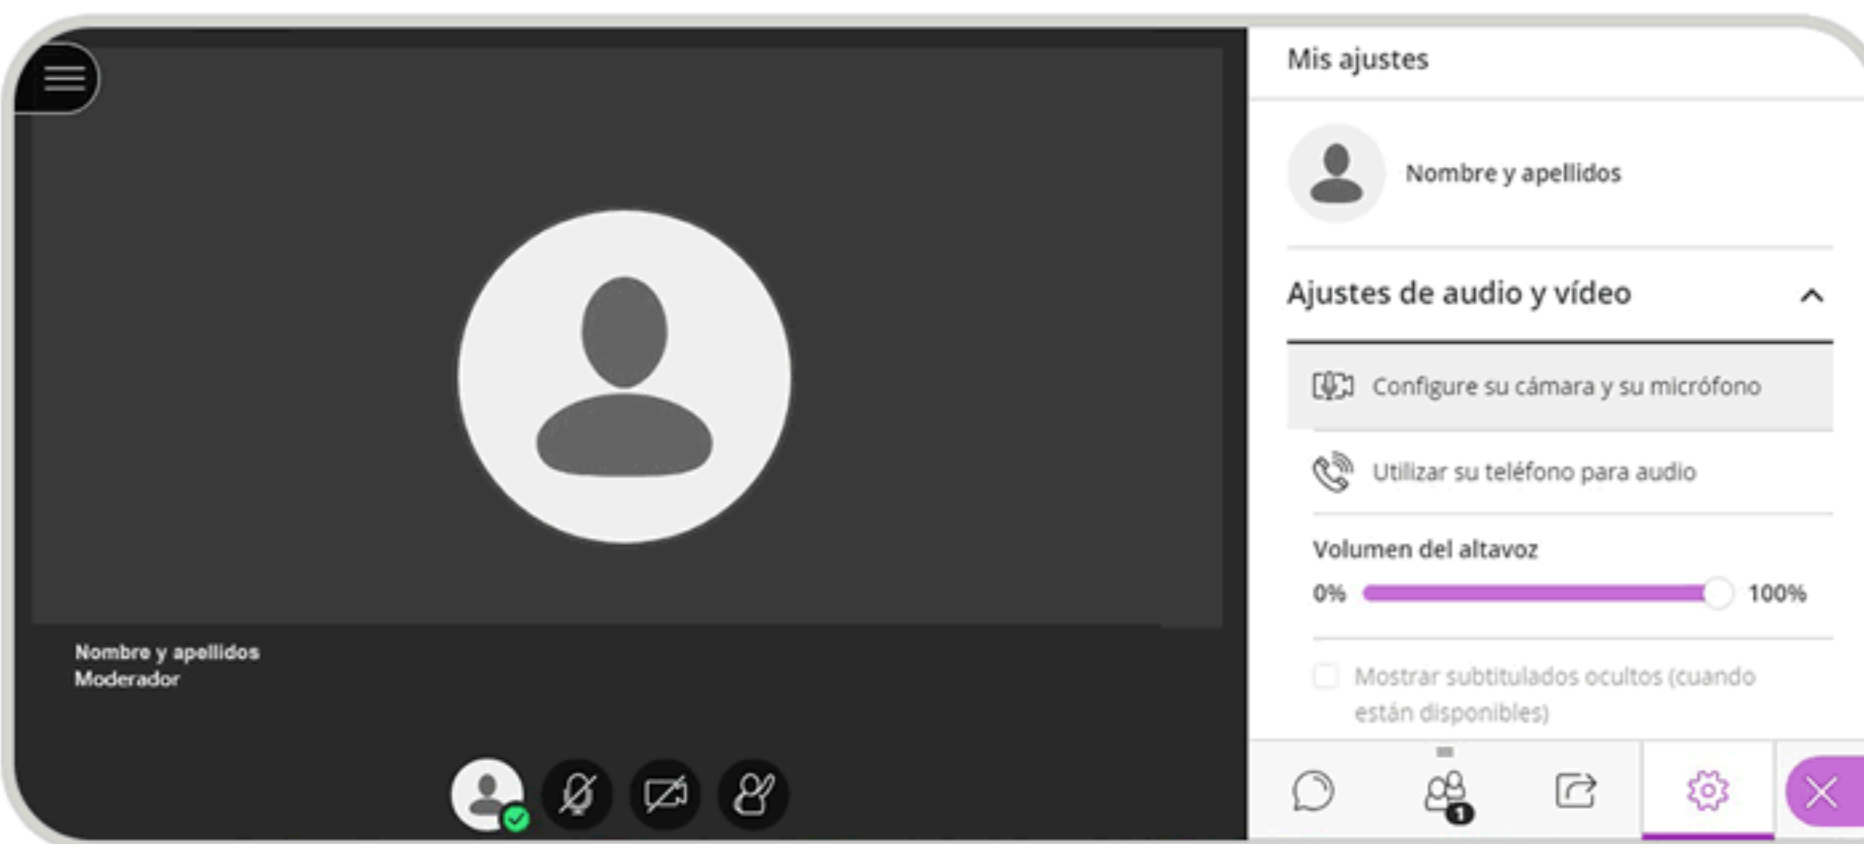 Mis ajustes
Nombre y apellidos
Ajustes de audio y vídeo
Configure su cámara y su micrófono
Utilizar su teléfono para audio
Volumen del altavoz
0% 100%
Mostrar subtitulados ocultos (cuando
están disponibles)
Nombre y apellidos
Moderador
1